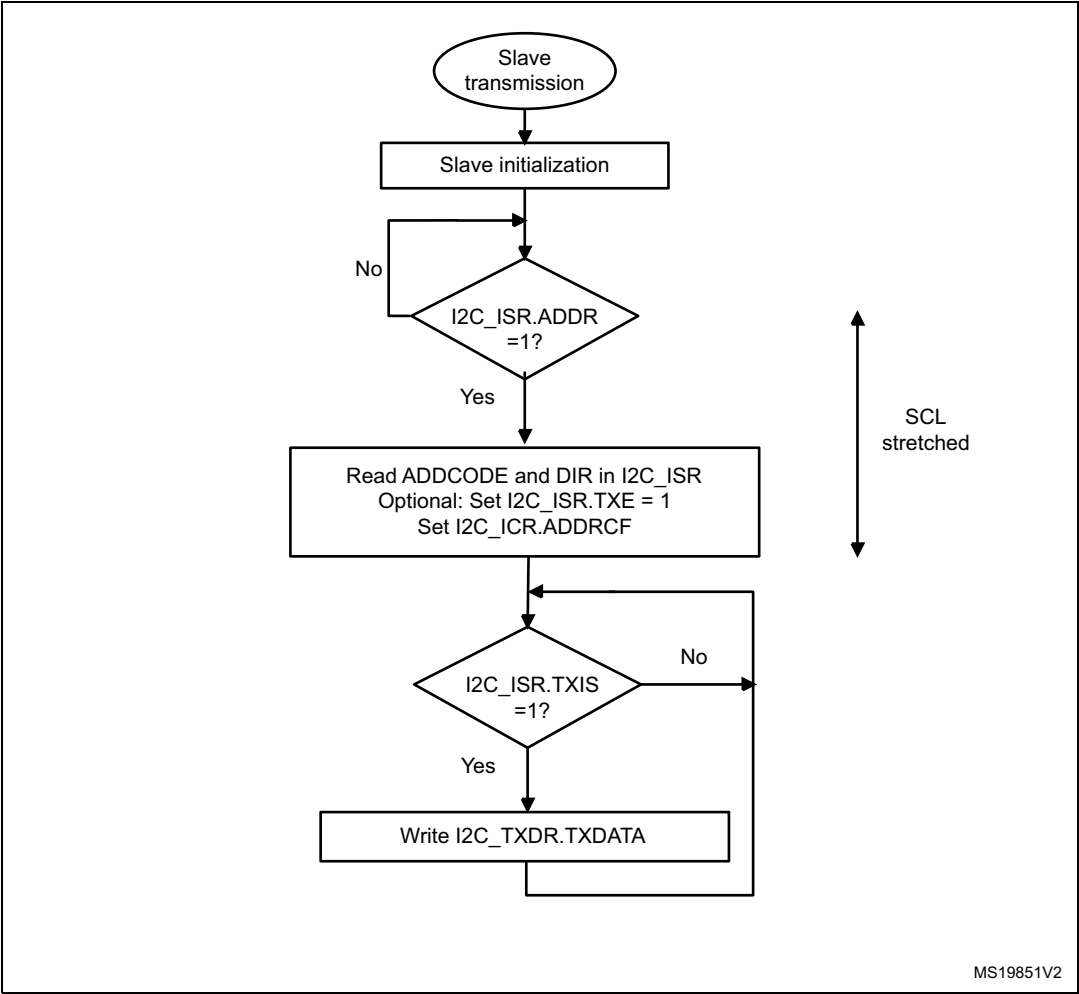 Slave
transmission
Slave initialization
No
I2C_ISR.ADDR
=1?
Yes
SCL
stretched
Read ADDCODE and DIR in I2C_ISR
Optional: Set I2C_ISR.TXE = 1
Set I2C_ICR.ADDRCF
No
I2C_ISR.TXIS
=1?
Yes
Write I2C_TXDR.TXDATA
MS19851V2